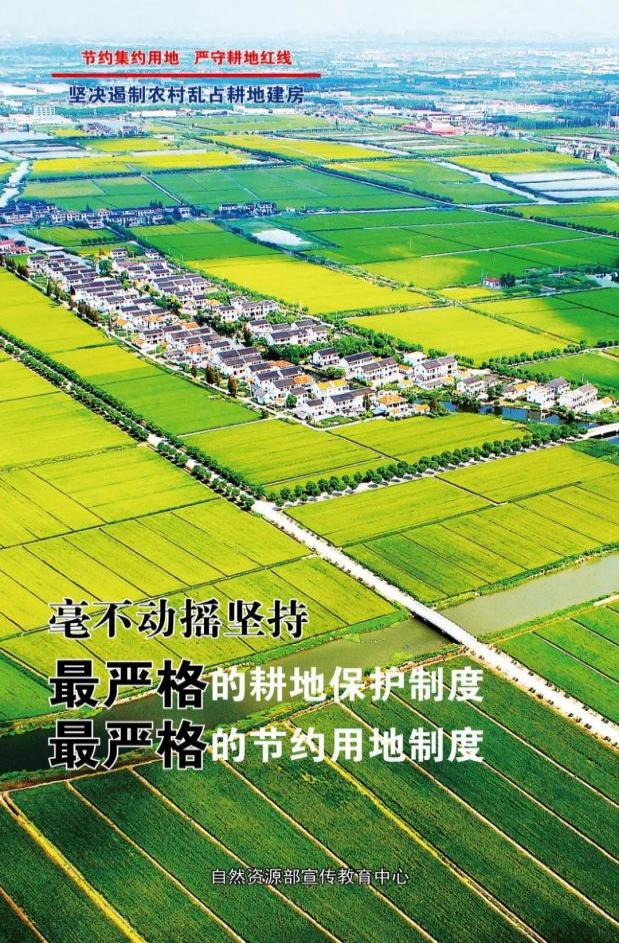 节约集约用地　严守耕地红线
坚决遏制农村乱占耕地建房
毫不动摇坚持
最严格的耕地保护制度
最严格的节约用地制度
自然资源部宣传教育中心